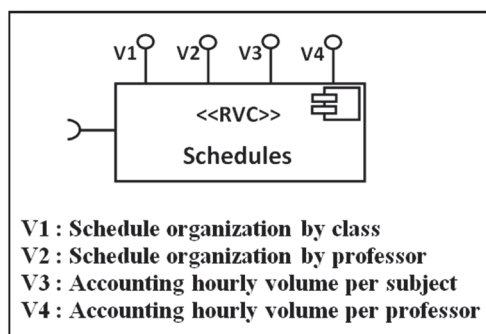 V1 V2 V3 V4
<<RVC>>
Schedules
V1 : Schedule organization by class
V2 : Schedule organization by professor
V3 : Accounting hourly volume per subject
V4 : Accounting hourly volume per professor